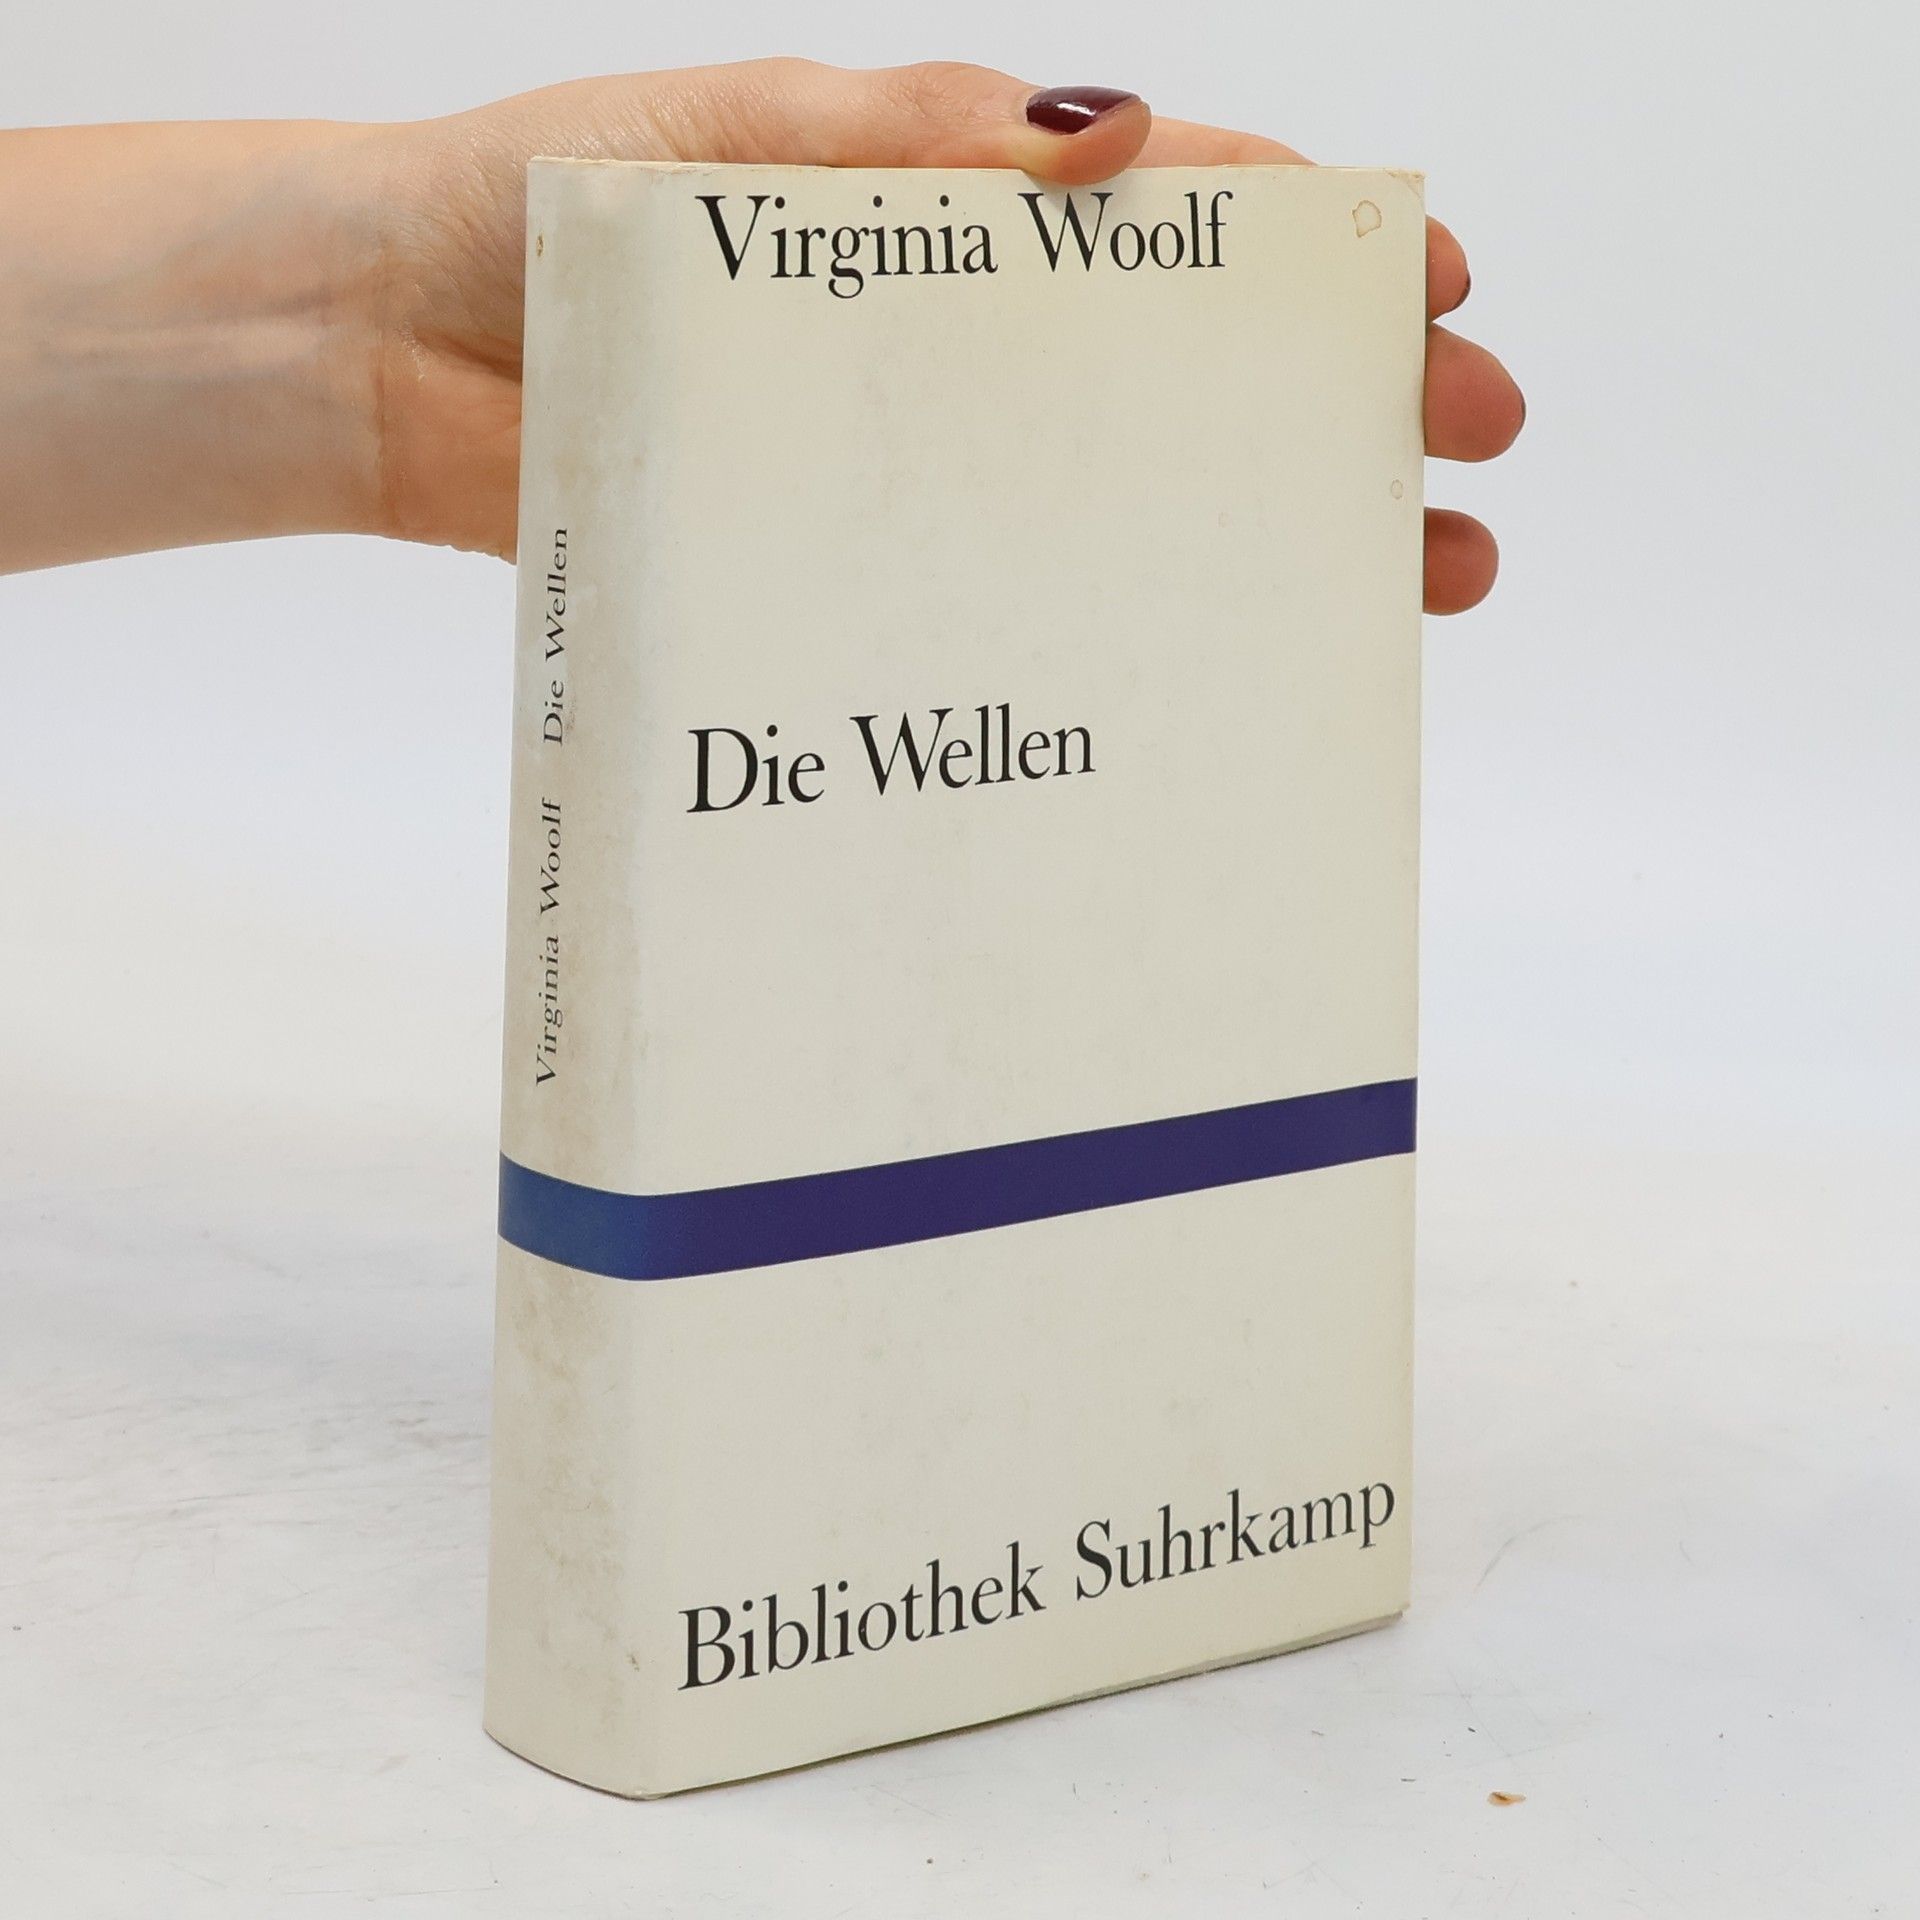 Virginia Woolf
Die Wellen
Bibliothek Suhrkamp
Virginia Woolf Die Wellen